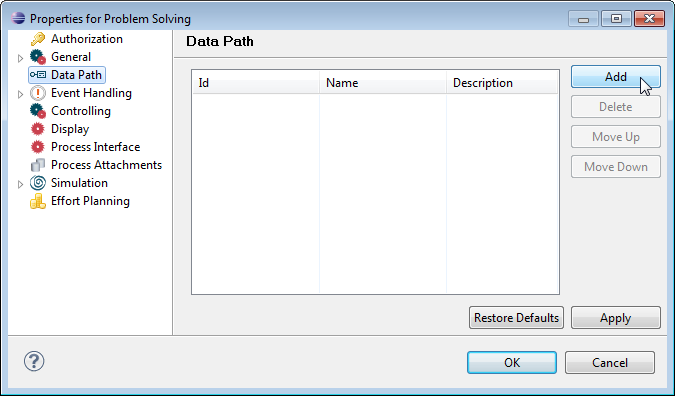 Properties for Problem Solving
Authorization
General
Data Path
Event Handling
Controlling
Display
Process Interface
Process Attachments
Simulation
Effort Planning
Data Path
Id Name Description
Add
Delete
Move Up
Move Down
Restore Defaults Apply
? OK Cancel